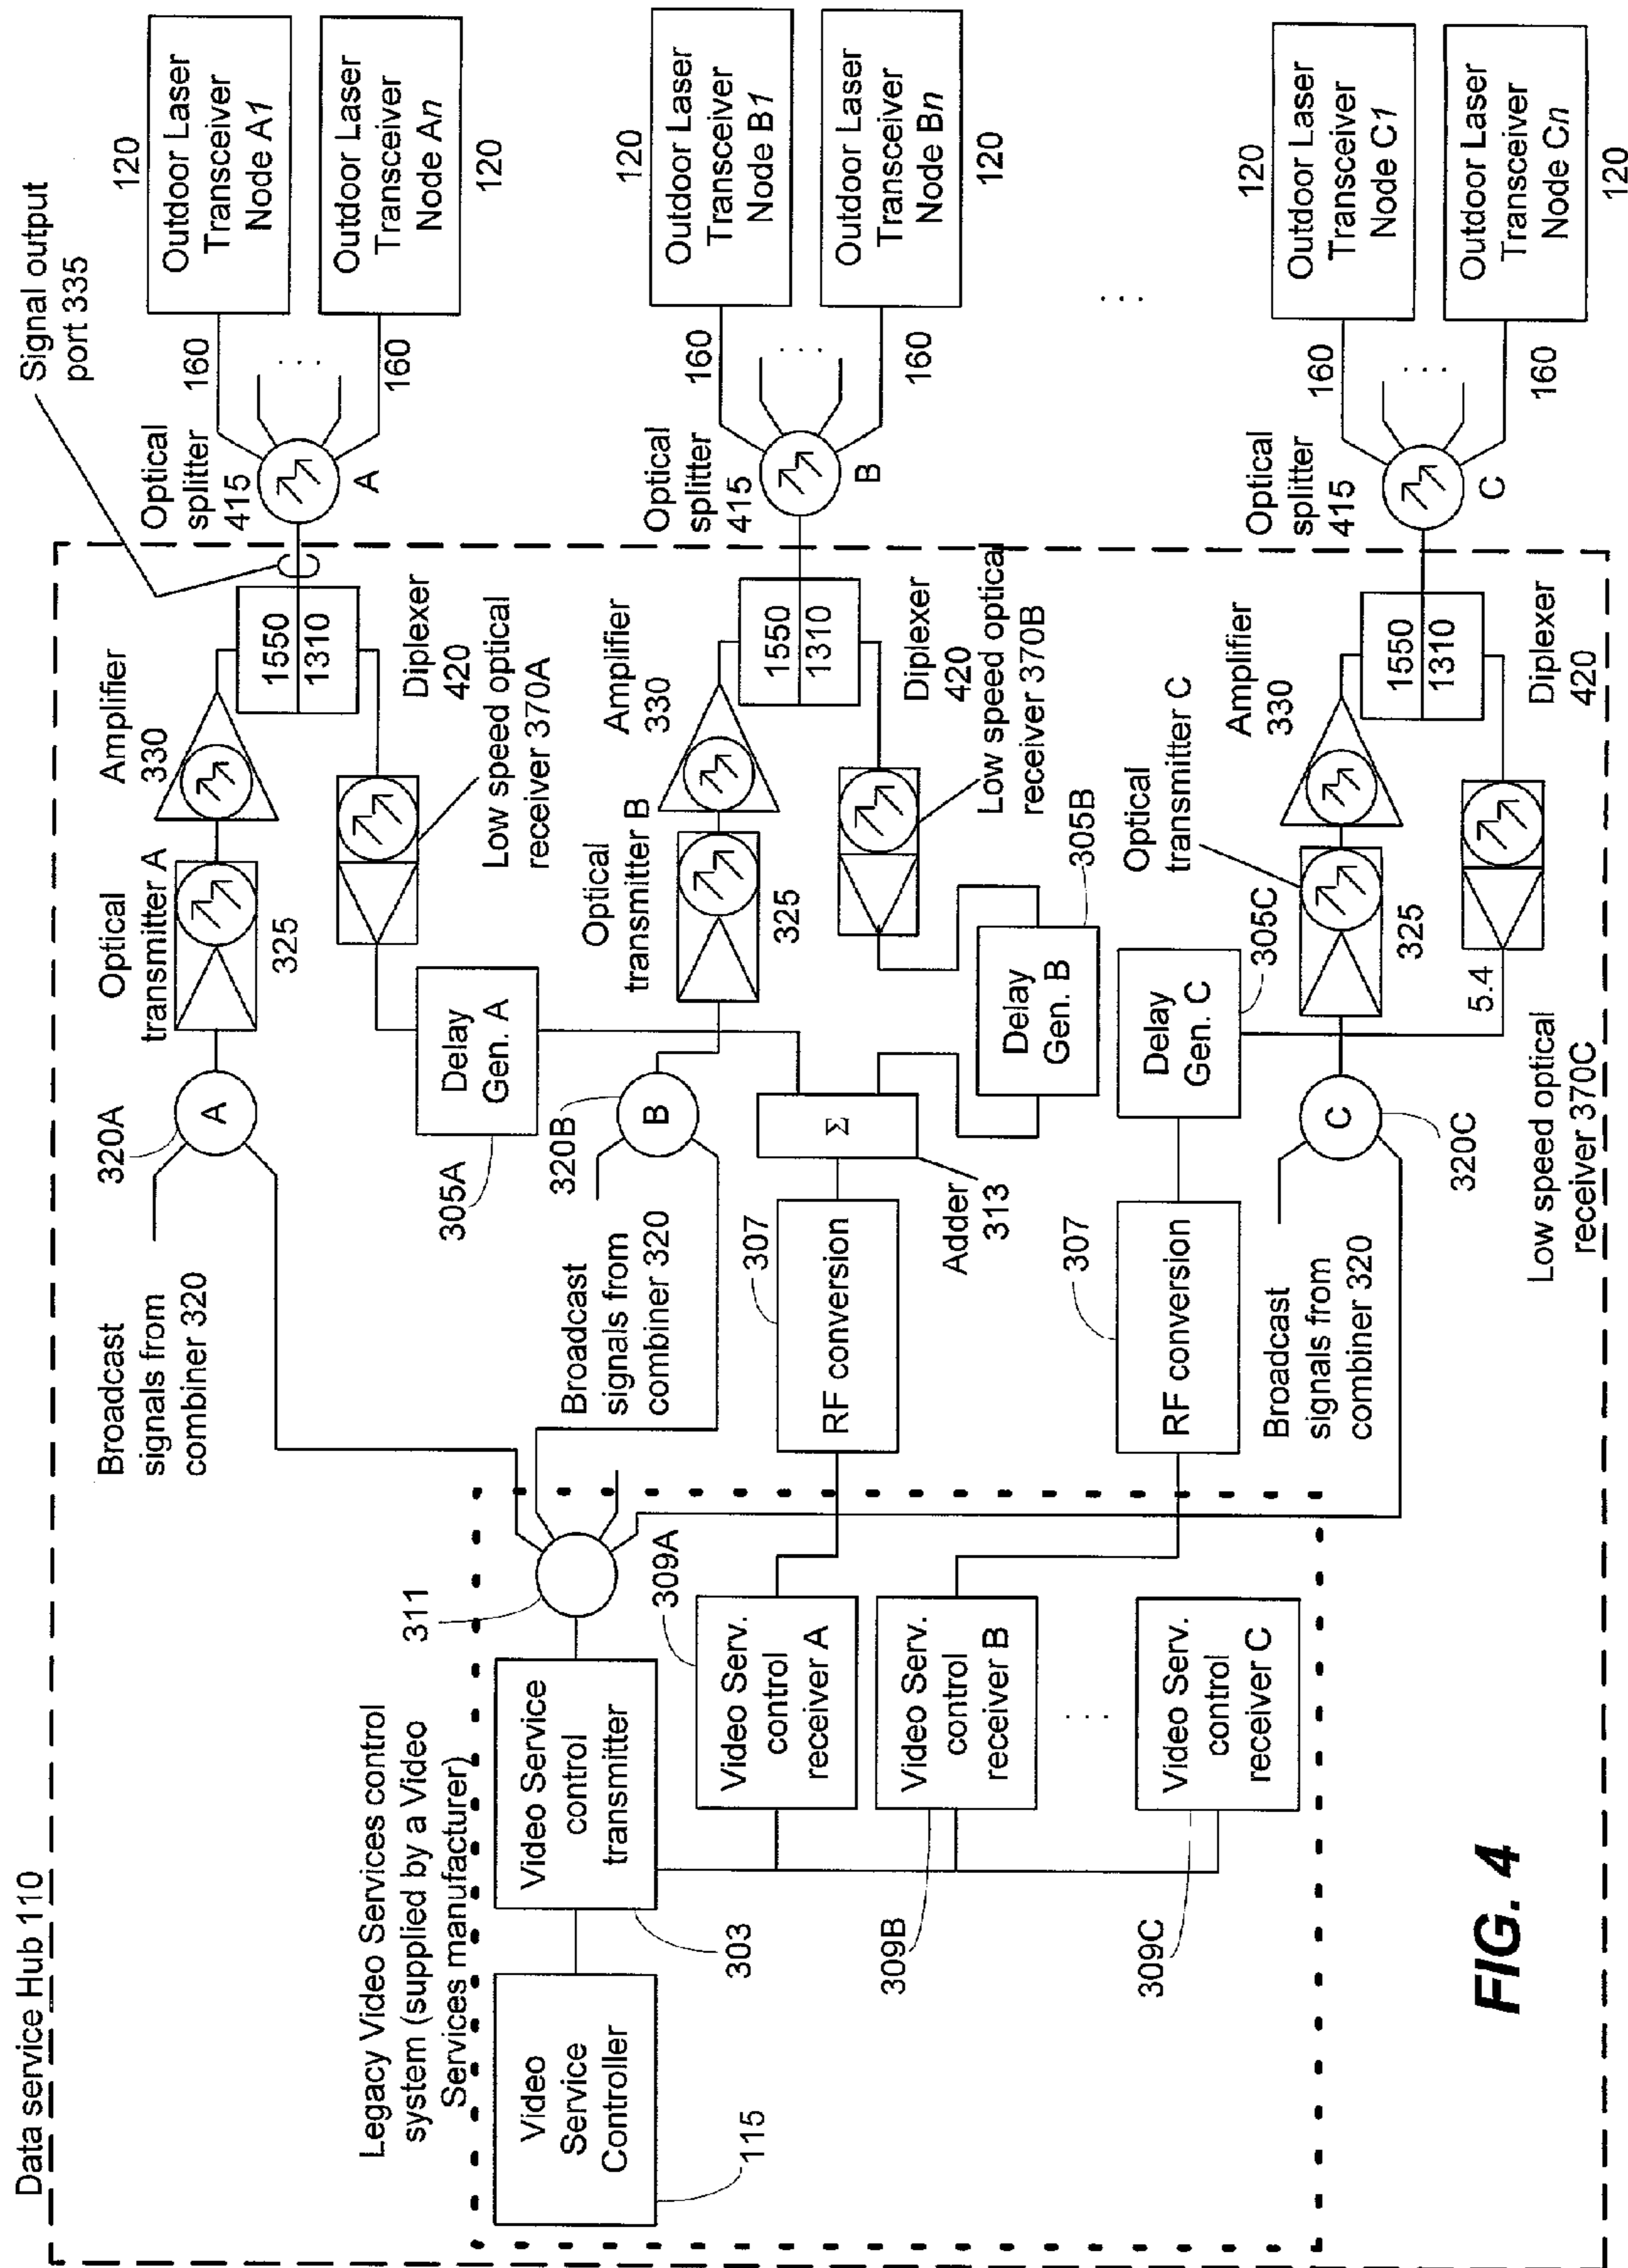 Data service Hub 110
Legacy Video Services control
system (supplied by a Video
Services manufacturer)
Video
Service
Controller
115
Video Service
control
transmitter
303
311
Video Serv.
control
receiver A
309A
Video Serv.
control
receiver B
309B
. . .
Video Serv.
control
receiver C
309C
Broadcast
signals from
combiner 320
320A
A
Optical
transmitter A
325
Amplifier
330
1550
1310
Diplexer
420
Low speed optical
receiver 370A
Delay
Gen. A
305A
Signal output
port 335
Optical
splitter
415
A
160
. . .
160
120
Outdoor Laser
Transceiver
Node A1
Outdoor Laser
Transceiver
Node An
120
Broadcast
signals from
combiner 320
320B
B
Optical
transmitter B
325
Amplifier
330
1550
1310
Diplexer
420
Low speed optical
receiver 370B
Delay
Gen. B
305B
Σ
Adder
313
RF conversion
307
Optical
splitter
415
B
160
. . .
160
120
Outdoor Laser
Transceiver
Node B1
Outdoor Laser
Transceiver
Node Bn
120
. . .
RF conversion
307
Delay
Gen. C
305C
Broadcast
signals from
combiner 320
320C
C
Optical
transmitter C
325
Amplifier
330
1550
1310
Diplexer
420
5.4
Low speed optical
receiver 370C
Optical
splitter
415
C
160
. . .
160
120
Outdoor Laser
Transceiver
Node C1
Outdoor Laser
Transceiver
Node Cn
120
FIG. 4